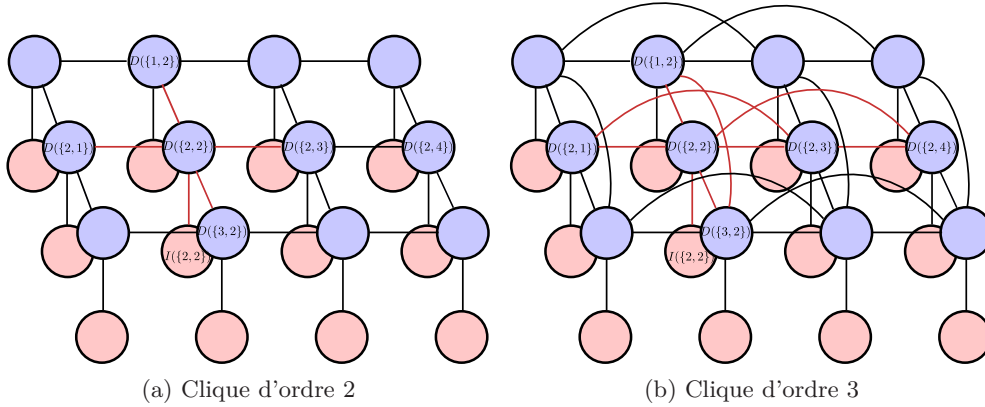 D({1, 2}) D({1, 2})
D({2, 1}) D({2, 2}) D({2, 3}) D({2, 4}) D({2, 1}) D({2, 2}) D({2, 3}) D({2, 4})
D({3, 2}) D({3, 2})
I({2, 2}) I({2, 2})
(a) Clique d'ordre 2 (b) Clique d'ordre 3